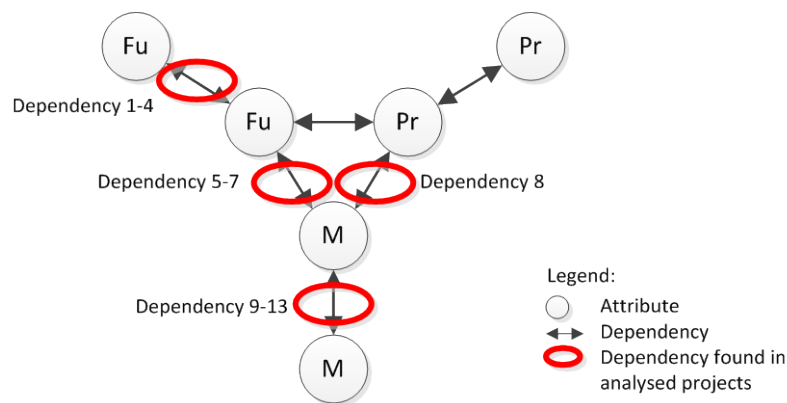 Fu
Pr
Dependency 1-4
Fu
Pr
Dependency 5-7
Dependency 8
M
Dependency 9-13
M
Legend:
Attribute
Dependency
Dependency found in
analysed projects